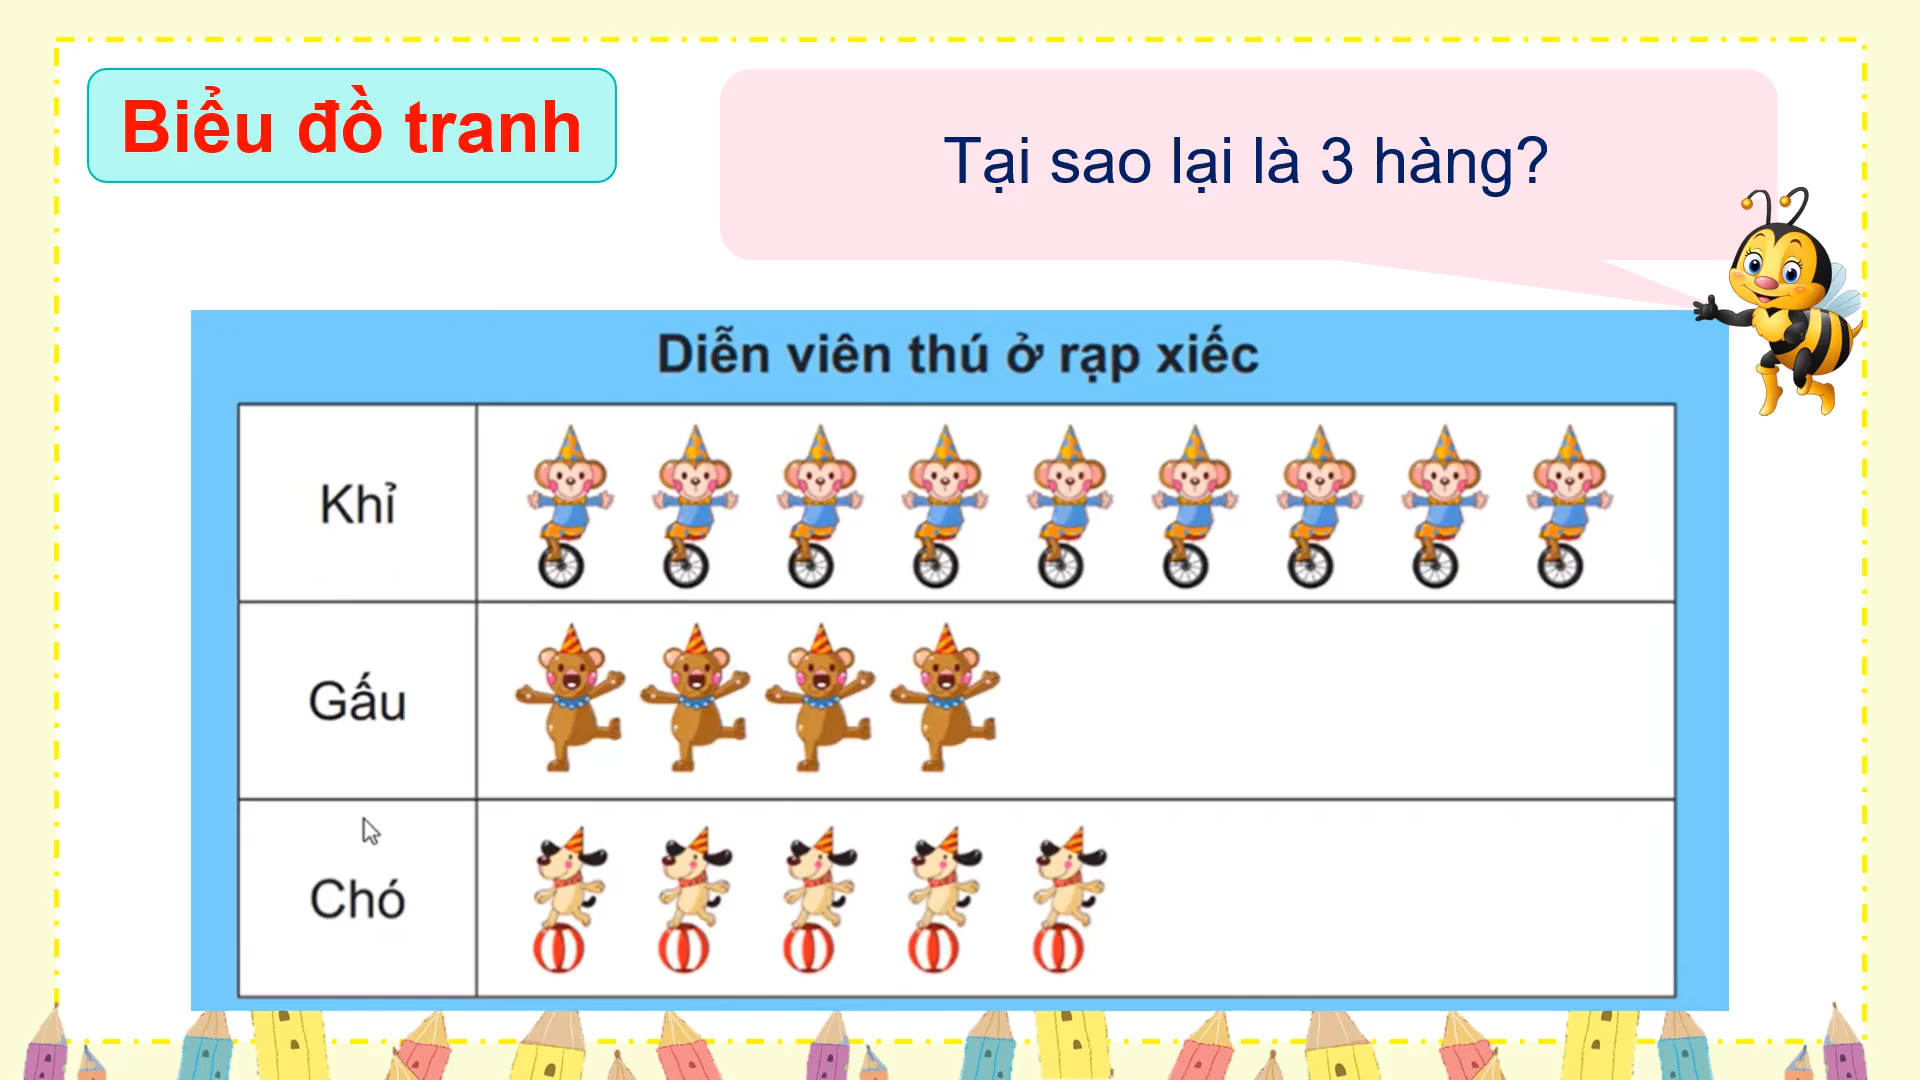 Biểu đồ tranh
Tại sao lại là 3 hàng?
Diễn viên thú ở rạp xiếc
Khỉ
Gấu
Chó